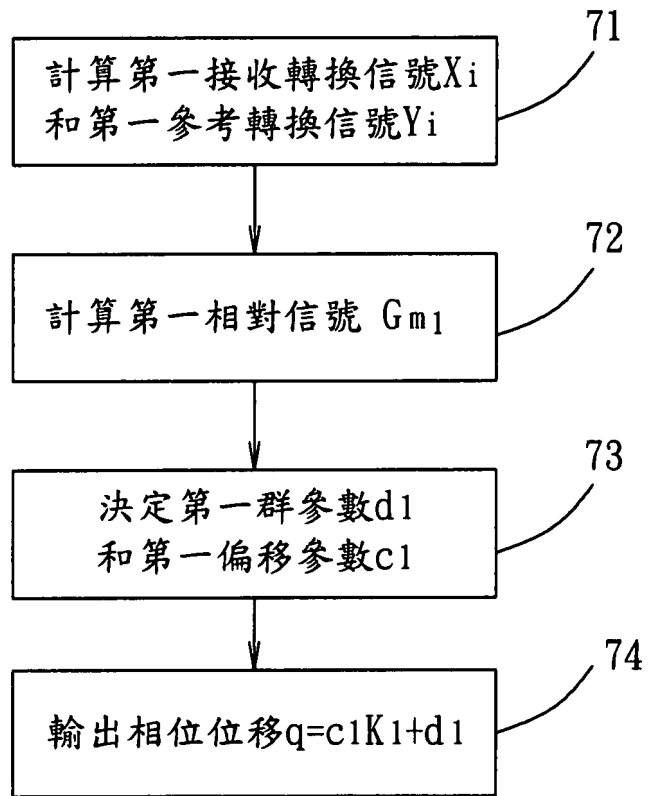 71
計算第一接收轉換信號Xi
和第一參考轉換信號Yi
72
計算第一相對信號 Gm1
73
決定第一群參數d1
和第一偏移參數c1
74
輸出相位位移q=c1K1+d1